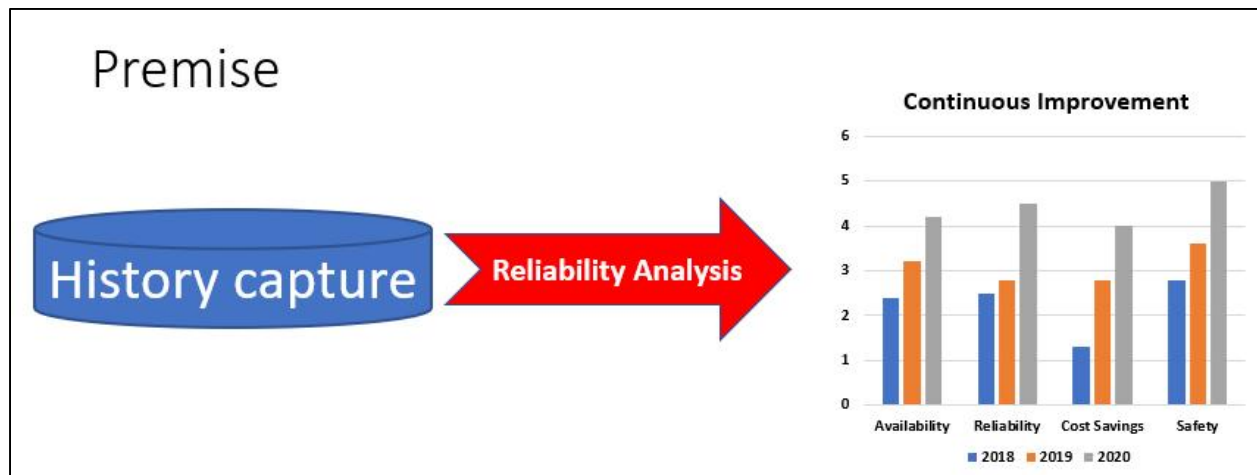 Premise
History capture
Reliability Analysis
Continuous Improvement
6
5
4
3
2
1
0
Availability Reliability Cost Savings Safety
2018 2019 2020